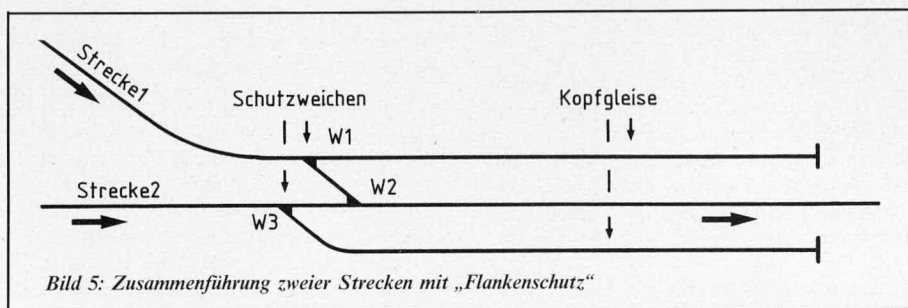 Strecke1
Schutzweichen
Kopfgleise
W1
Strecke2
W2
W3
Bild 5: Zusammenführung zweier Strecken mit „Flankenschutz“